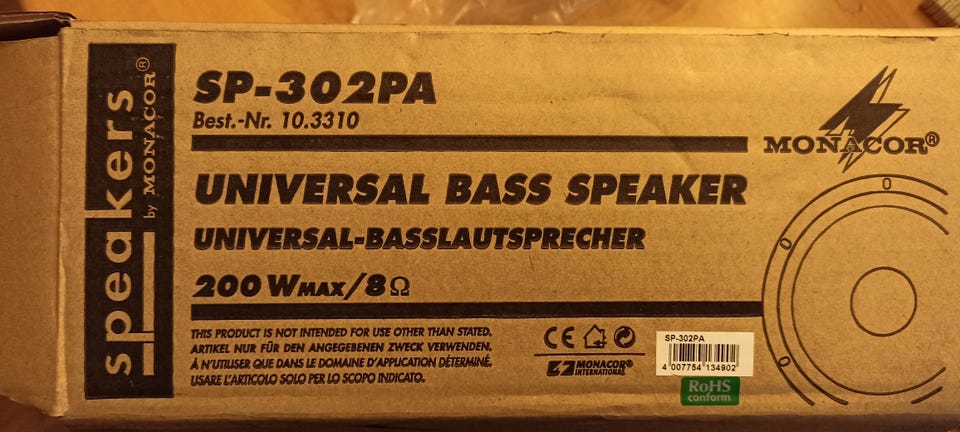 speakers
by MONACOR®
SP-302PA
Best.-Nr. 10.3310
MONACOR®
UNIVERSAL BASS SPEAKER
UNIVERSAL-BASSLAUTSPRECHER
200 WMAX/8 Ω
THIS PRODUCT IS NOT INTENDED FOR USE OTHER THAN STATED.
ARTIKEL NUR FÜR DEN ANGEGEBENEN ZWECK VERWENDEN.
À N'UTILISER QUE DANS LE DOMAINE D'APPLICATION DÉTERMINÉ.
USARE L'ARTICOLO SOLO PER LO SCOPO INDICATO.
CE
MONACOR®
INTERNATIONAL
SP-302PA
4 007754 134902
RoHS
conform